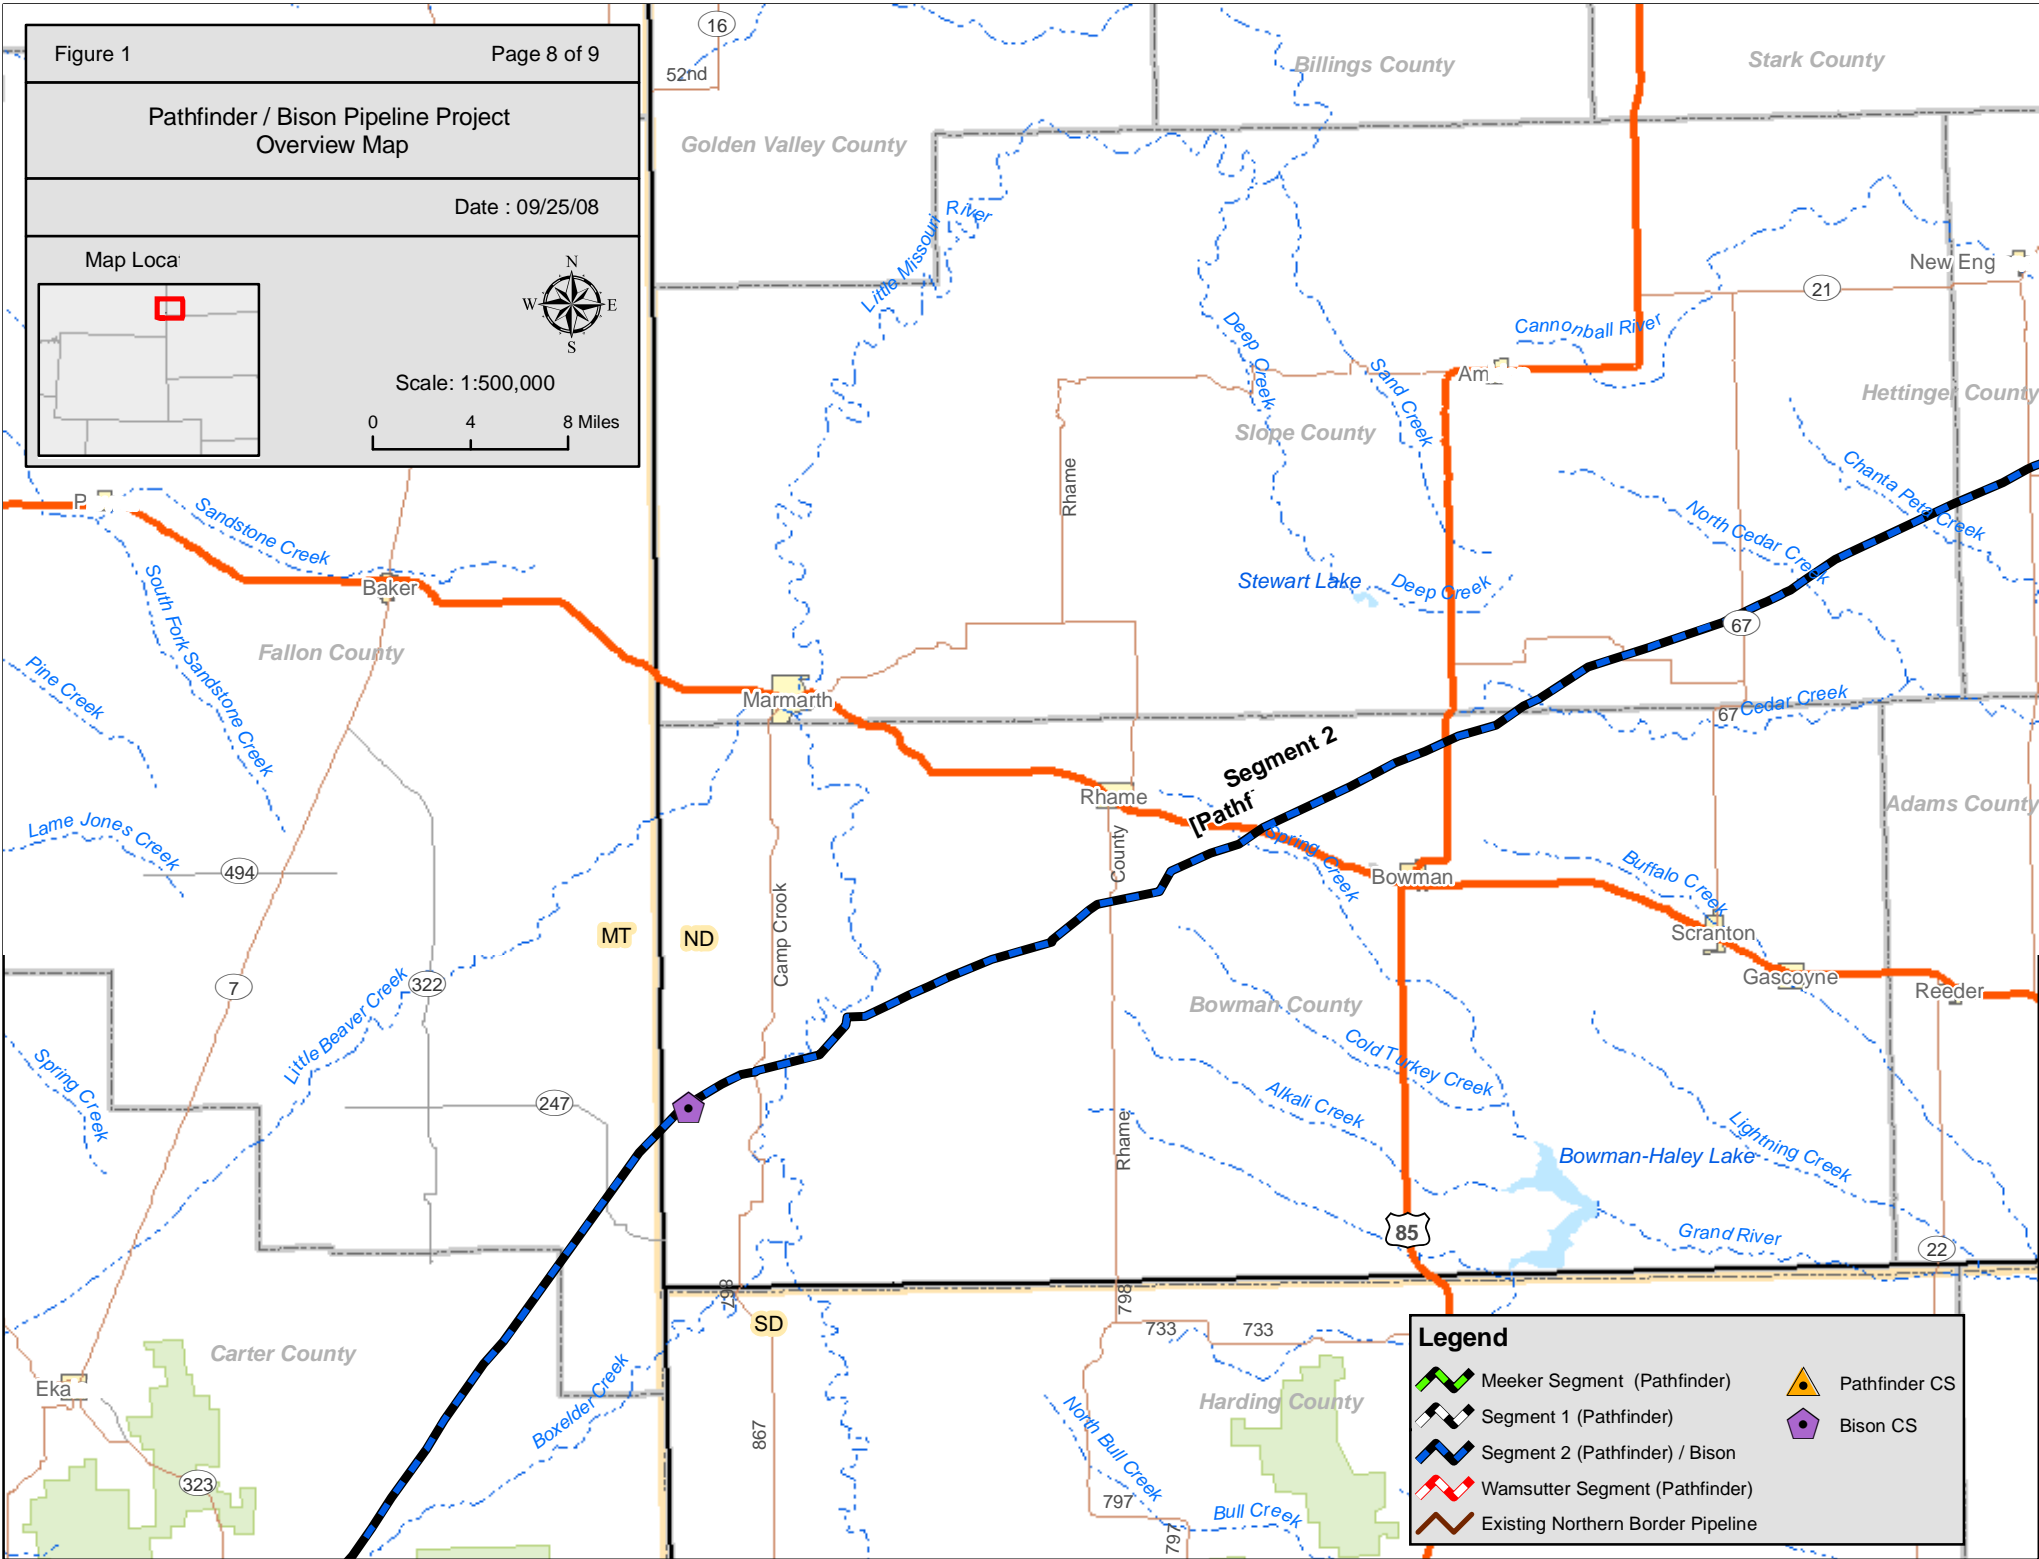 Figure 1
Page 8 of 9
Pathfinder / Bison Pipeline Project
Overview Map
Date : 09/25/08
Map Loca
N
W
E
S
Scale: 1:500,000
0
4
8 Miles
16
52nd
Billings County
Stark County
Golden Valley County
Little Missouri River
New Eng
21
Cannonball River
Deep Creek
Sand Creek
Am
Hettinger County
Slope County
Rhame
Chanta Peta Creek
North Cedar Creek
P
Sandstone Creek
Baker
South Fork Sandstone Creek
Stewart Lake
Deep Creek
67
Fallon County
Pine Creek
Marmarth
67
Cedar Creek
Segment 2
[Pathf
Rhame
Adams County
Lame Jones Creek
494
County
Spring Creek
Bowman
Buffalo Creek
Scranton
Camp Crook
MT
ND
Gascoyne
Reeder
7
322
Little Beaver Creek
Bowman County
Cold Turkey Creek
Spring Creek
247
Alkali Creek
Rhame
Lightning Creek
Bowman-Haley Lake
85
Grand River
22
798
798
SD
733
733
Carter County
Eka
Boxelder Creek
867
Harding County
North Bull Creek
323
797
797
Bull Creek
Legend
Meeker Segment (Pathfinder)
Segment 1 (Pathfinder)
Segment 2 (Pathfinder) / Bison
Wamsutter Segment (Pathfinder)
Existing Northern Border Pipeline
Pathfinder CS
Bison CS